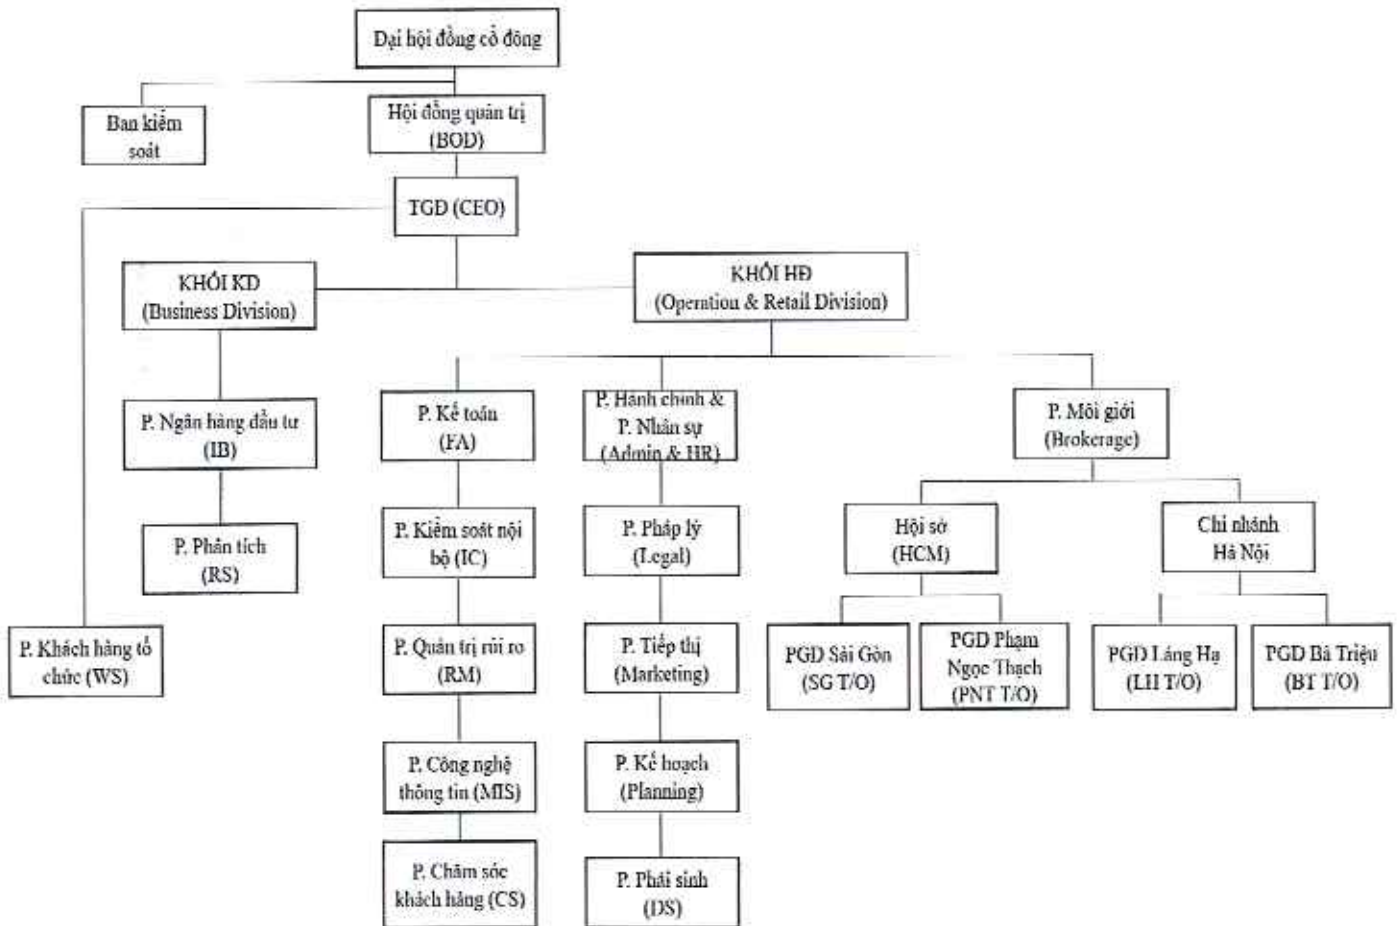 Đại hội đồng cổ đông
Ban kiểm
soát
Hội đồng quản trị
(BOD)
TGĐ (CEO)
KHỐI KD
(Business Division)
KHỐI HĐ
(Operation & Retail Division)
P. Ngân hàng đầu tư
(IB)
P. Phân tích
(RS)
P. Khách hàng tổ
chức (WS)
P. Kế toán
(FA)
P. Kiểm soát nội
bộ (IC)
P. Quản trị rủi ro
(RM)
P. Công nghệ
thông tin (MIS)
P. Chăm sóc
khách hàng (CS)
P. Hành chính &
P. Nhân sự
(Admin & HR)
P. Pháp lý
(Legal)
P. Tiếp thị
(Marketing)
P. Kế hoạch
(Planning)
P. Phái sinh
(DS)
P. Môi giới
(Brokerage)
Hội sở
(HCM)
Chi nhánh
Hà Nội
PGD Sài Gòn
(SG T/O)
PGD Phạm
Ngọc Thạch
(PNT T/O)
PGD Láng Hạ
(LH T/O)
PGD Bà Triệu
(BT T/O)